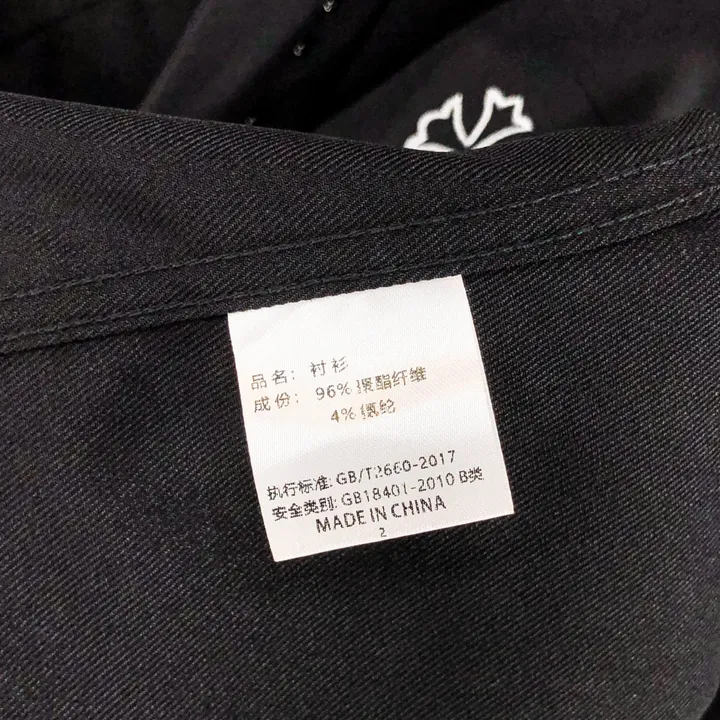 品名：衬衫
成份：96%聚酯纤维
4%氨纶
执行标准:GB/T2660-2017
安全类别:GB18401-2010 B类
MADE IN CHINA
2